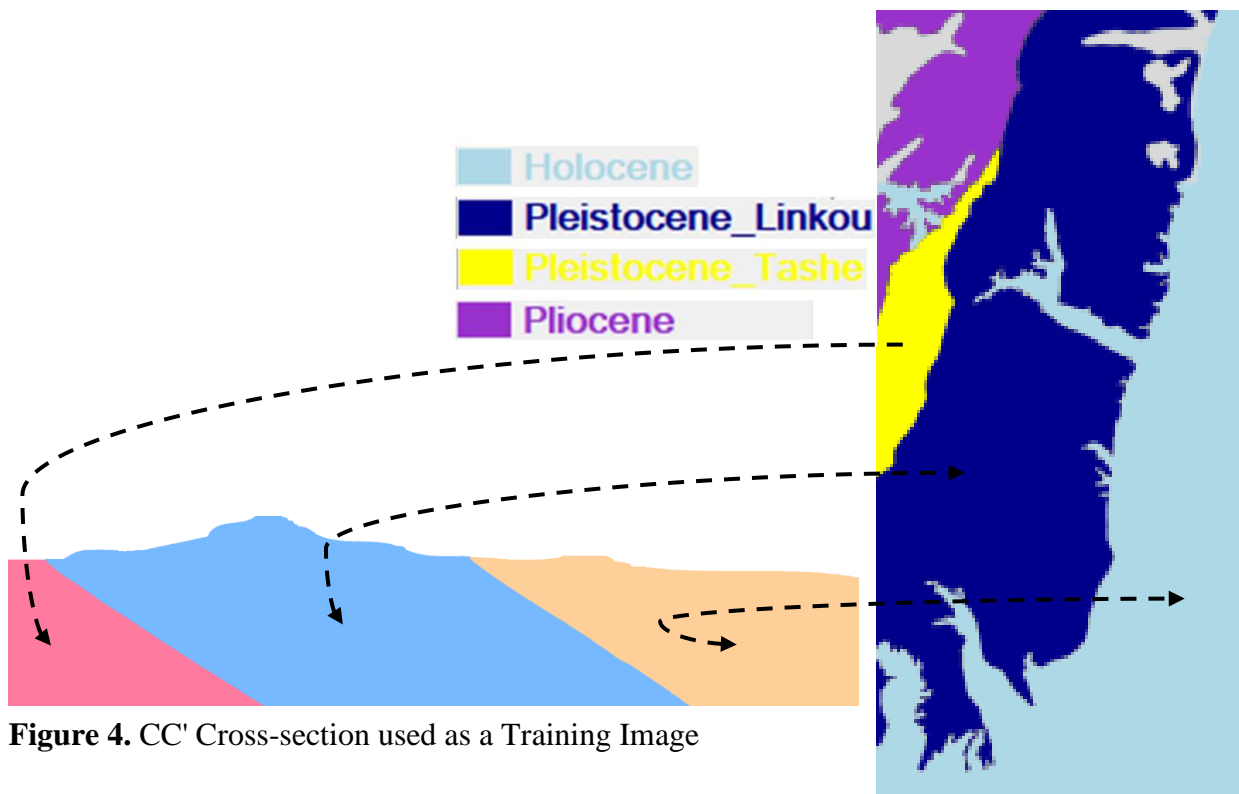 Holocene
Pleistocene_Linkou
Pleistocene_Tashe
Pliocene
Figure 4. CC' Cross-section used as a Training Image